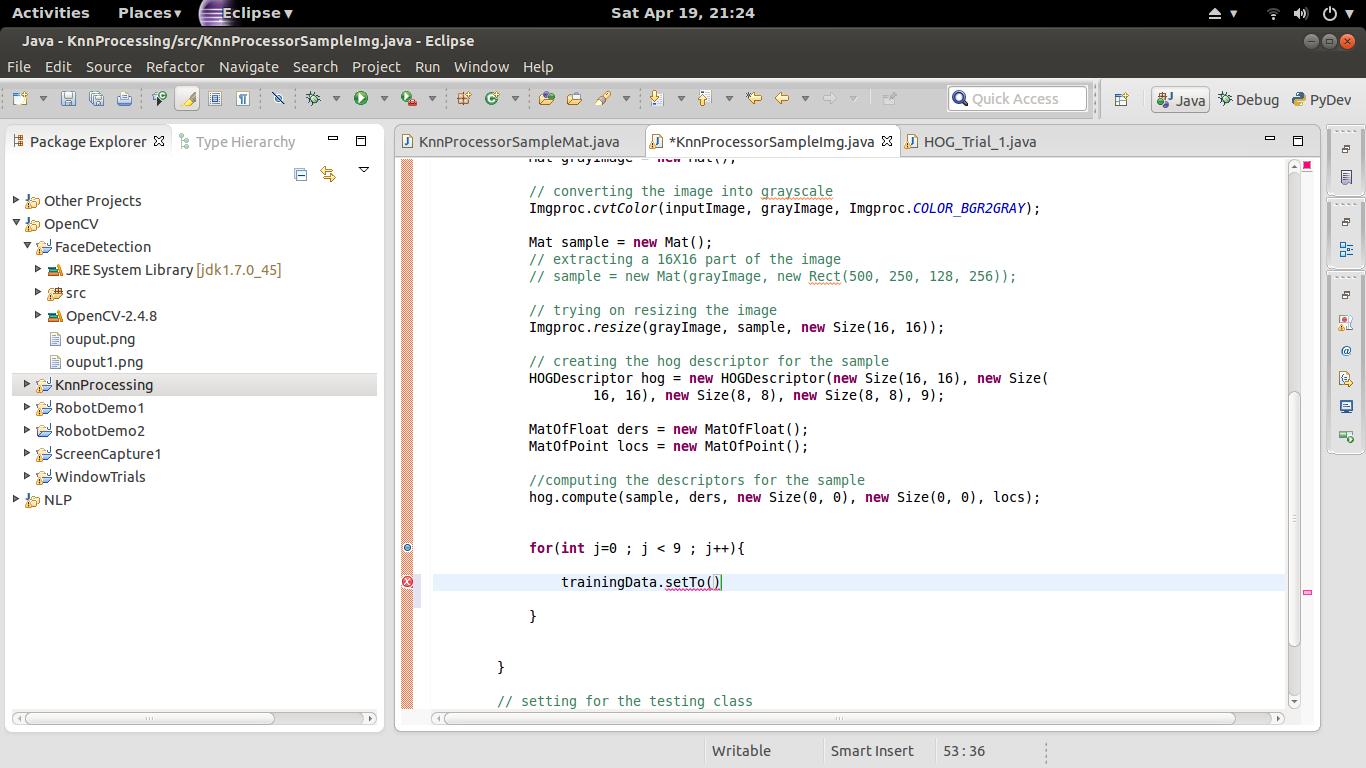 Activities Places Eclipse Sat Apr 19, 21:24
Java - KnnProcessing/src/KnnProcessorSampleImg.java - Eclipse
File Edit Source Refactor Navigate Search Project Run Window Help
Quick Access Java Debug PyDev
Package Explorer Type Hierarchy
Other Projects
OpenCV
FaceDetection
JRE System Library [jdk1.7.0_45]
src
OpenCV-2.4.8
ouput.png
ouput1.png
KnnProcessing
RobotDemo1
RobotDemo2
ScreenCapture1
WindowTrials
NLP
KnnProcessorSampleMat.java *KnnProcessorSampleImg.java HOG_Trial_1.java
Mat grayImage = new Mat();
// converting the image into grayscale
Imgproc.cvtColor(inputImage, grayImage, Imgproc.COLOR_BGR2GRAY);
Mat sample = new Mat();
// extracting a 16X16 part of the image
// sample = new Mat(grayImage, new Rect(500, 250, 128, 256));
// trying on resizing the image
Imgproc.resize(grayImage, sample, new Size(16, 16));
// creating the hog descriptor for the sample
HOGDescriptor hog = new HOGDescriptor(new Size(16, 16), new Size(
16, 16), new Size(8, 8), new Size(8, 8), 9);
MatOfFloat ders = new MatOfFloat();
MatOfPoint locs = new MatOfPoint();
//computing the descriptors for the sample
hog.compute(sample, ders, new Size(0, 0), new Size(0, 0), locs);
for(int j=0 ; j < 9 ; j++){
trainingData.setTo()
}
}
// setting for the testing class
Writable Smart Insert 53 : 36